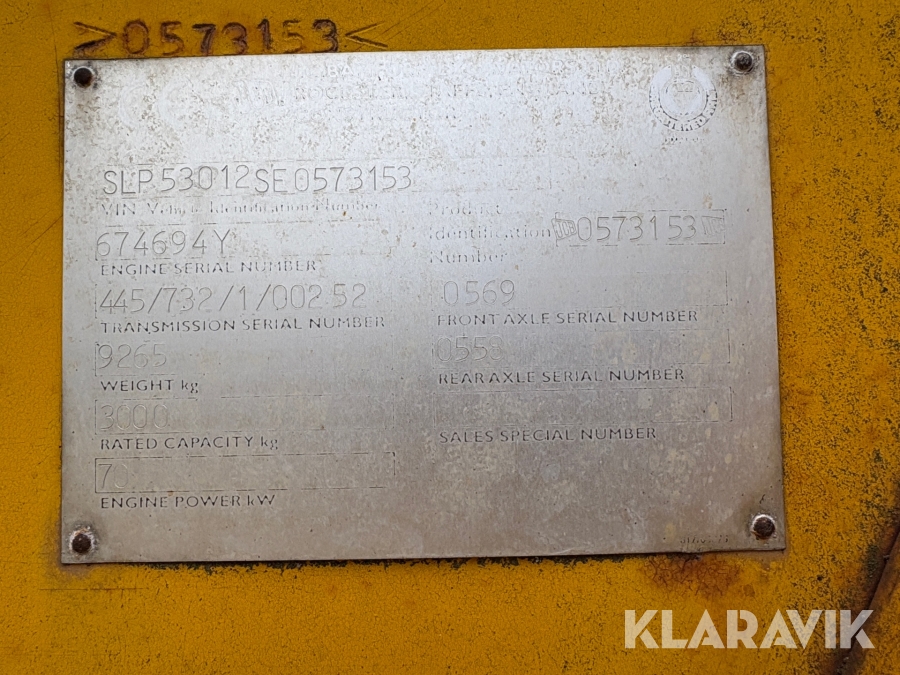 >0573153<
SLP53012SE0573153
VIN Vehicle Identification Number
Product
Identification
Number
0573153
674694Y
ENGINE SERIAL NUMBER
445/732/1/00252
TRANSMISSION SERIAL NUMBER
0569
FRONT AXLE SERIAL NUMBER
9265
WEIGHT kg
REAR AXLE SERIAL NUMBER
3000
RATED CAPACITY kg
SALES SPECIAL NUMBER
ENGINE POWER kW
KLARAVIK